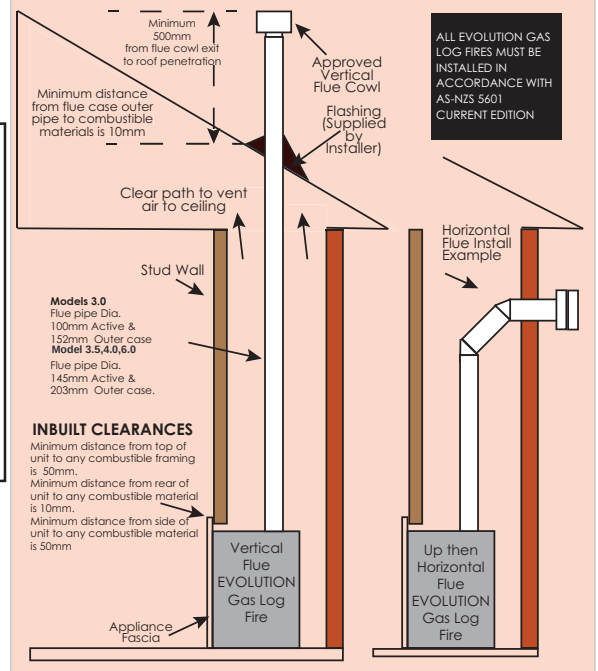 Minimum
500mm
from flue cowl exit
to roof penetration
Minimum distance
from flue case outer
pipe to combustible
materials is 10mm
Approved
Vertical
Flue Cowl
Flashing
(Supplied
by
Installer)
ALL EVOLUTION GAS
LOG FIRES MUST BE
INSTALLED IN
ACCORDANCE WITH
AS-NZS 5601
CURRENT EDITION
Clear path to vent
air to ceiling
Stud Wall
Horizontal
Flue Install
Example
Models 3.0
Flue pipe Dia.
100mm Active &
152mm Outer case
Model 3.5,4.0,6.0
Flue pipe Dia.
145mm Active &
203mm Outer case.
INBUILT CLEARANCES
Minimum distance from top of
unit to any combustible framing
is 50mm.
Minimum distance from rear of
unit to any combustible material
is 10mm.
Minimum distance from side of
unit to any combustible material
is 50mm
Appliance
Fascia
Vertical
Flue
EVOLUTION
Gas Log
Fire
Up then
Horizontal
Flue
EVOLUTION
Gas Log
Fire